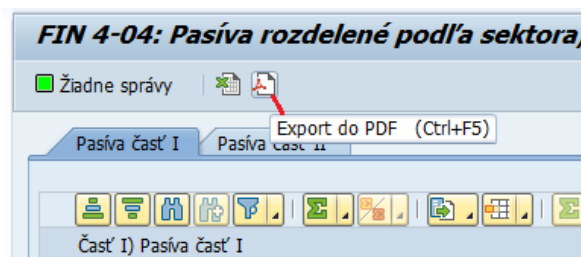 FIN 4-04: Pasíva rozdelené podľa sektora,
Žiadne správy
Export do PDF (Ctrl+F5)
Pasíva časť I
Pasíva časť II
Časť I) Pasíva časť I